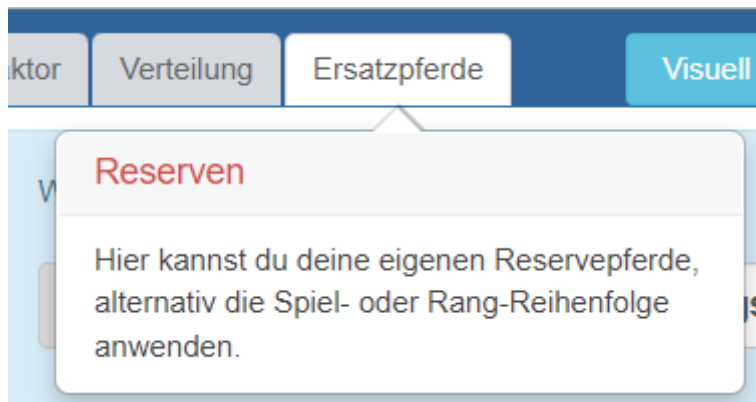 ktor Verteilung Ersatzpferde Visuell
Reserven
W
Hier kannst du deine eigenen Reservepferde,
alternativ die Spiel- oder Rang-Reihenfolge
anwenden.